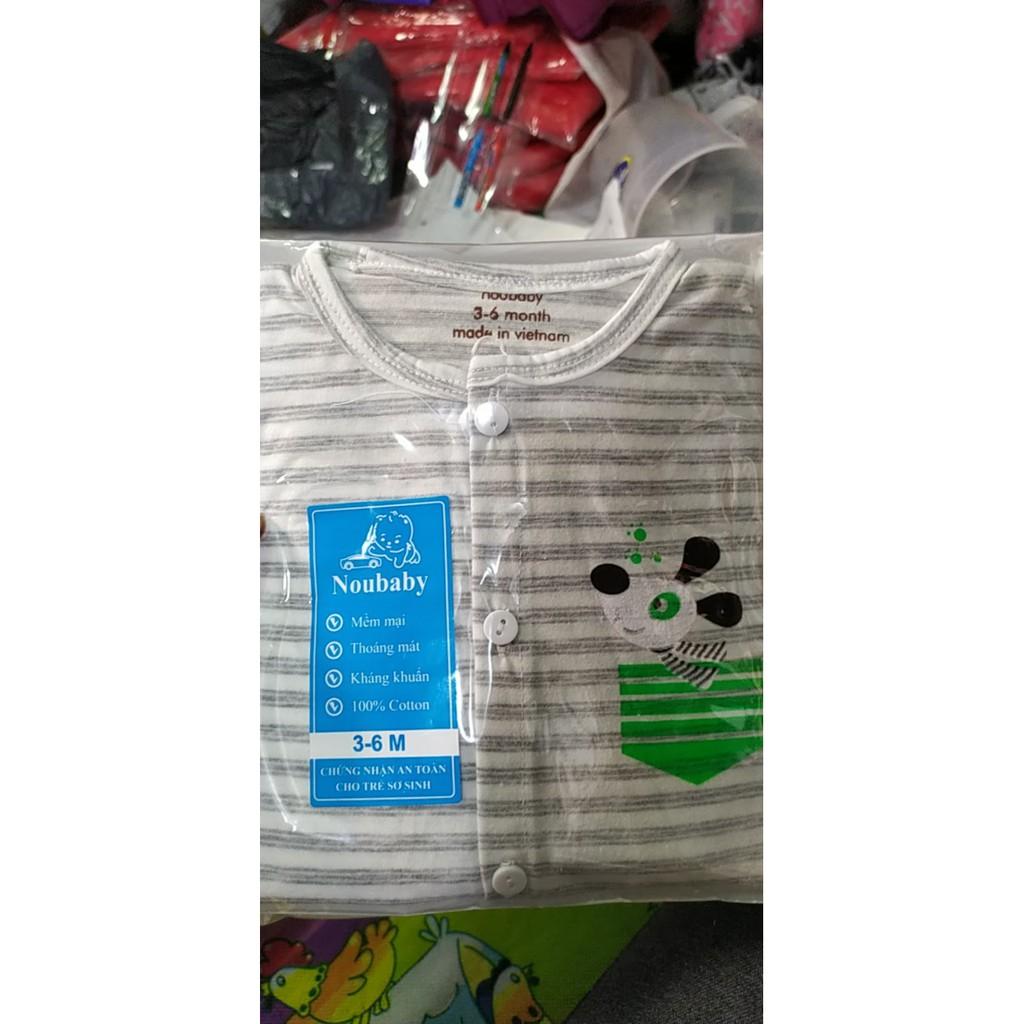 noubaby
3-6 month
made in vietnam
Noubaby
Mềm mại
Thoáng mát
Kháng khuẩn
100% Cotton
3-6 M
CHỨNG NHẬN AN TOÀN
CHO TRẺ SƠ SINH